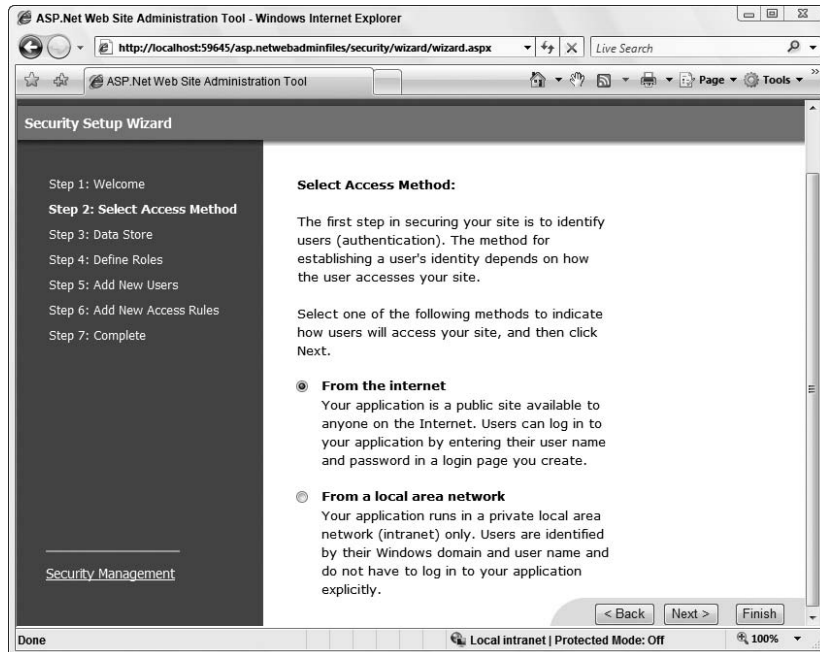 ASP.Net Web Site Administration Tool - Windows Internet Explorer
http://localhost:59645/asp.netwebadminfiles/security/wizard/wizard.aspx
Live Search
ASP.Net Web Site Administration Tool
Page
Tools
»
Security Setup Wizard
Step 1: Welcome
Step 2: Select Access Method
Step 3: Data Store
Step 4: Define Roles
Step 5: Add New Users
Step 6: Add New Access Rules
Step 7: Complete
Security Management
Select Access Method:
The first step in securing your site is to identify
users (authentication). The method for
establishing a user's identity depends on how
the user accesses your site.
Select one of the following methods to indicate
how users will access your site, and then click
Next.
From the internet
Your application is a public site available to
anyone on the Internet. Users can log in to
your application by entering their user name
and password in a login page you create.
From a local area network
Your application runs in a private local area
network (intranet) only. Users are identified
by their Windows domain and user name and
do not have to log in to your application
explicitly.
< Back
Next >
Finish
Done
Local intranet | Protected Mode: Off
100%